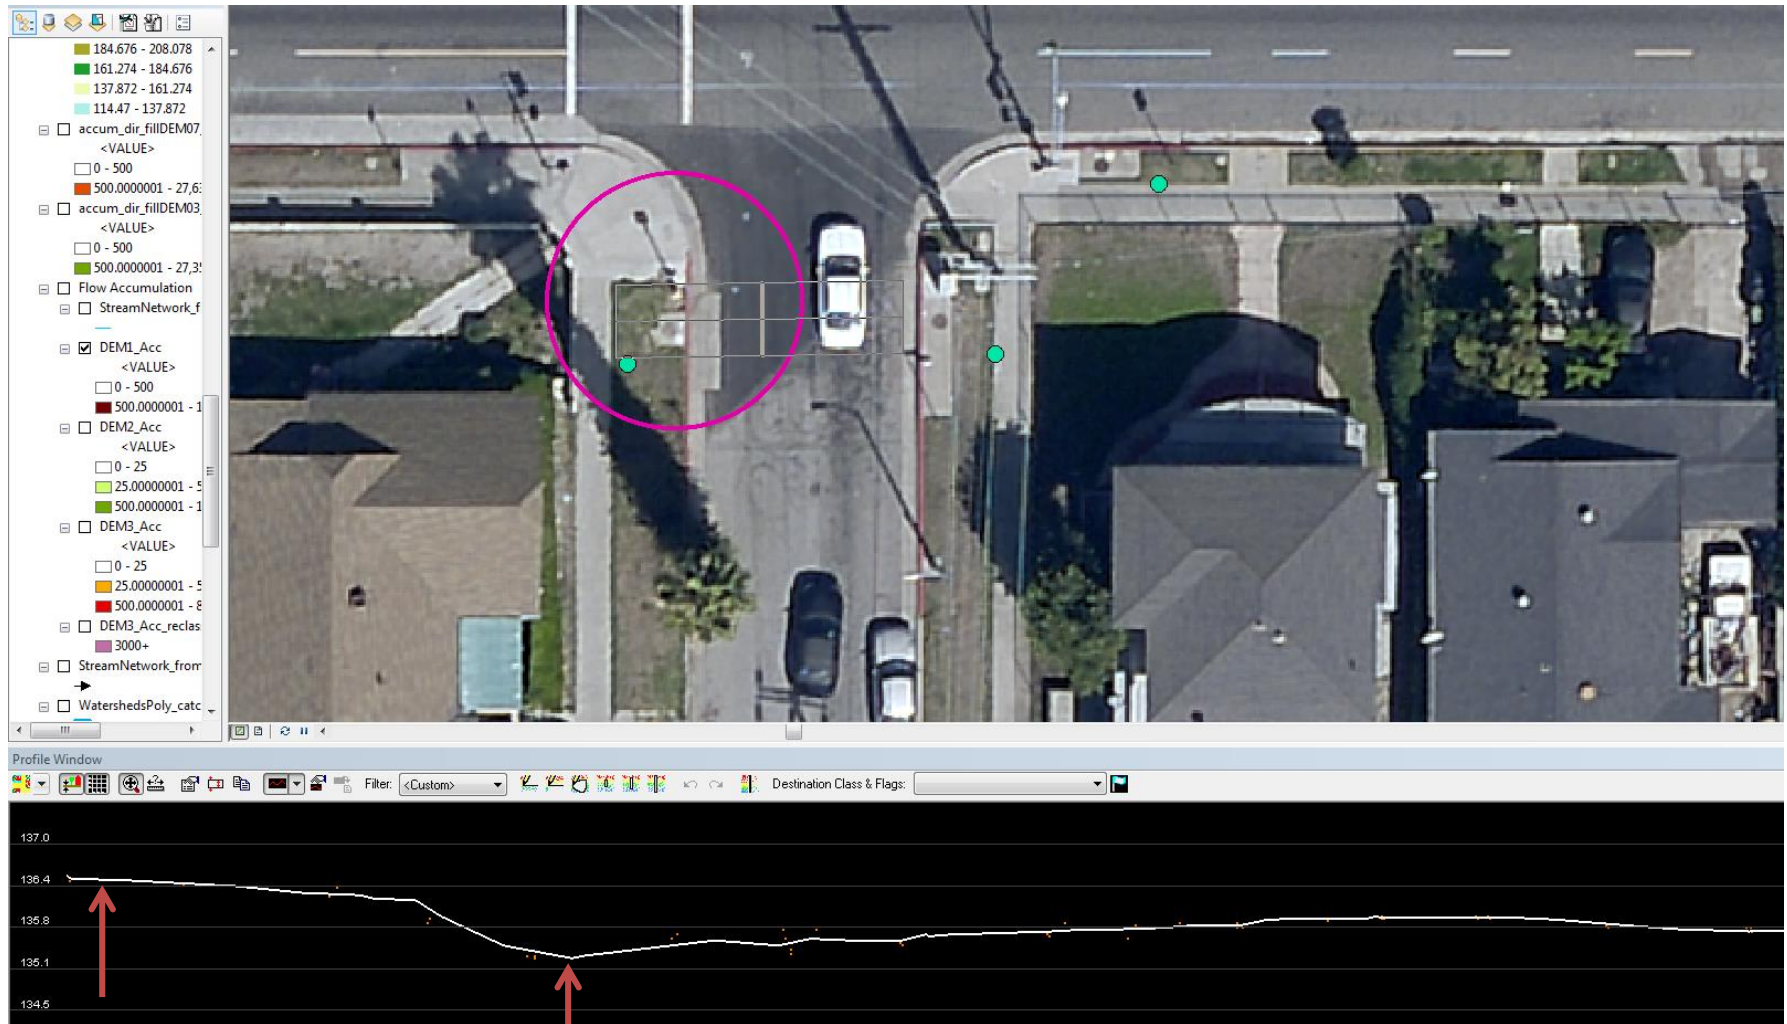 184.676 - 208.078
161.274 - 184.676
137.872 - 161.274
114.47 - 137.872
accum_dir_fillDEM07_
<VALUE>
0 - 500
500.0000001 - 27,63
accum_dir_fillDEM03_
<VALUE>
0 - 500
500.0000001 - 27,35
Flow Accumulation
StreamNetwork_f
DEM1_Acc
<VALUE>
0 - 500
500.0000001 - 1
DEM2_Acc
<VALUE>
0 - 25
25.00000001 - 5
500.0000001 - 1
DEM3_Acc
<VALUE>
0 - 25
25.00000001 - 5
500.0000001 - 8
DEM3_Acc_reclas
3000+
StreamNetwork_from
WatershedsPoly_catc
Profile Window
Filter: <Custom> Destination Class & Flags:
137.0
136.4
135.8
135.1
134.5